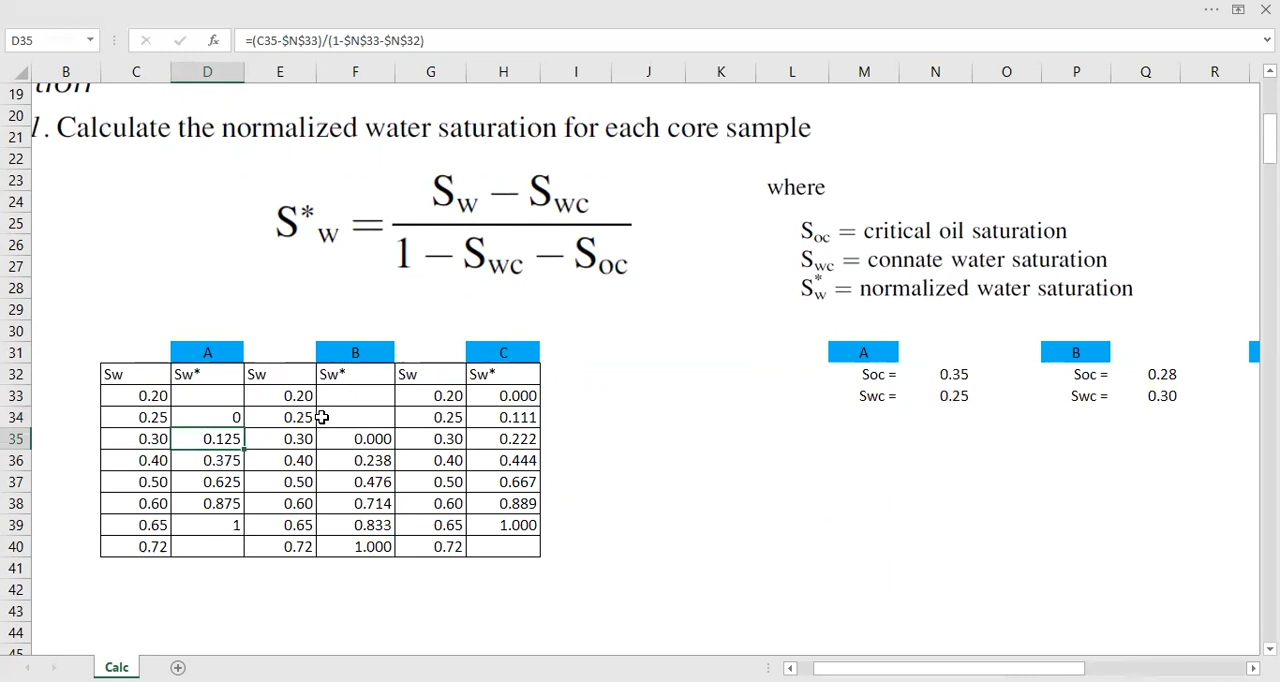 D35 fx =(C35-$N$33)/(1-$N$33-$N$32)
B C D E F G H I J K L M N O P Q R
19 tion
20
21 1. Calculate the normalized water saturation for each core sample
22
23 where
24 S*w = Sw − Swc
25 1 − Swc − Soc
Soc = critical oil saturation
26
27 Swc = connate water saturation
28 S*w = normalized water saturation
29
30
31 A B C A B
32 Sw Sw* Sw Sw* Sw Sw* Soc = 0.35 Soc = 0.28
33 0.20 0.20 0.20 0.000 Swc = 0.25 Swc = 0.30
34 0.25 0 0.25 0.25 0.111
35 0.30 0.125 0.30 0.000 0.30 0.222
36 0.40 0.375 0.40 0.238 0.40 0.444
37 0.50 0.625 0.50 0.476 0.50 0.667
38 0.60 0.875 0.60 0.714 0.60 0.889
39 0.65 1 0.65 0.833 0.65 1.000
40 0.72 0.72 1.000 0.72
41
42
43
44
45
Calc